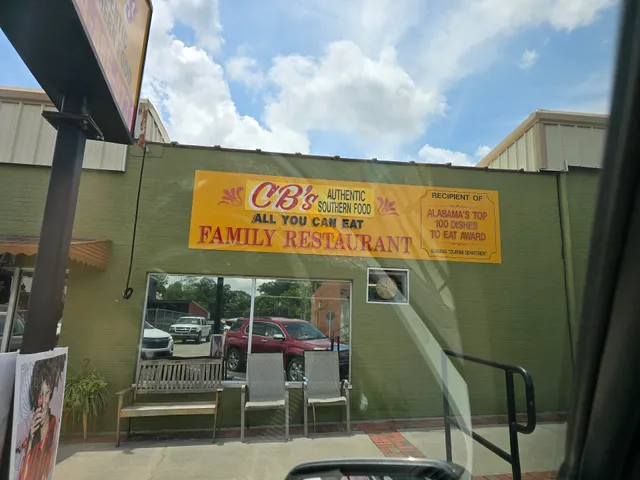 CB's
AUTHENTIC
SOUTHERN FOOD
ALL YOU CAN EAT
FAMILY RESTAURANT
RECIPIENT OF
ALABAMA'S TOP
100 DISHES
TO EAT AWARD